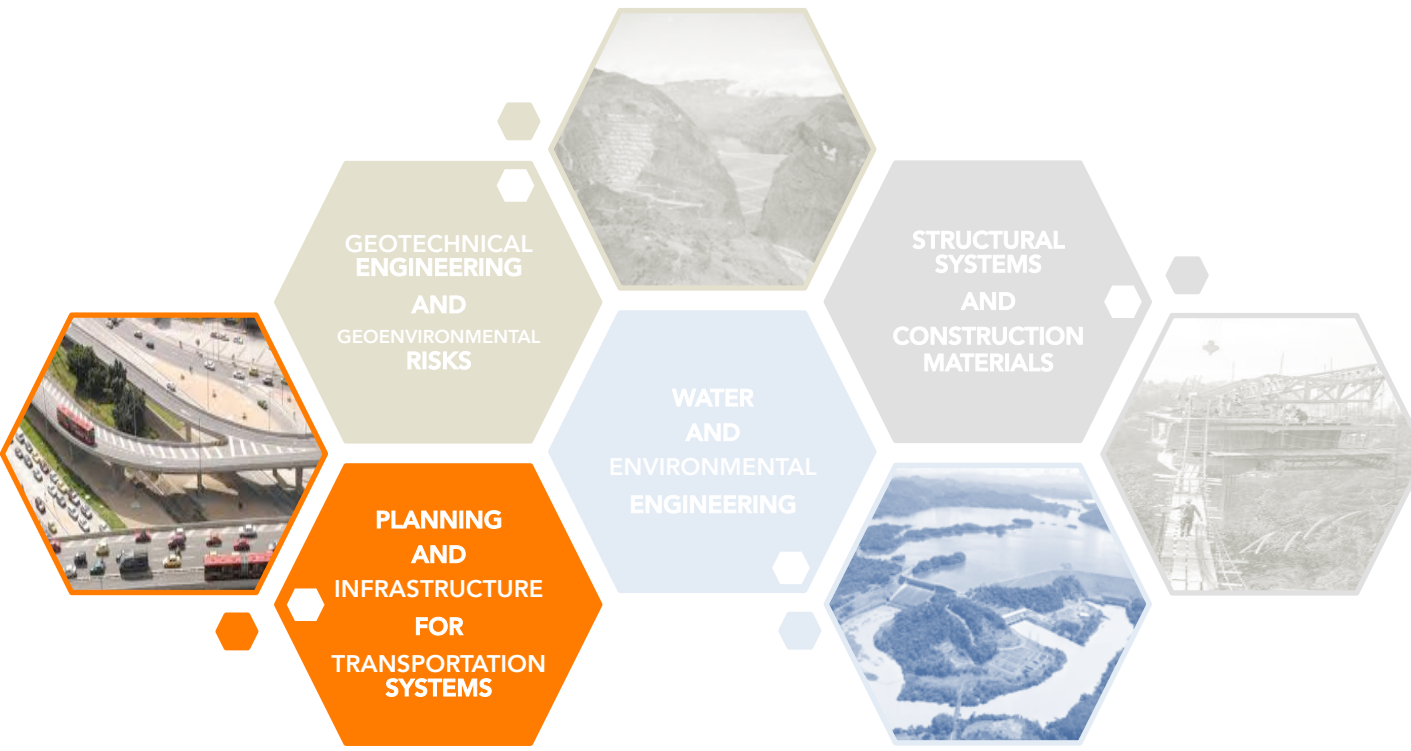 GEOTECHNICAL
ENGINEERING
AND
GEOENVIRONMENTAL
RISKS
STRUCTURAL
SYSTEMS
AND
CONSTRUCTION
MATERIALS
WATER
AND
ENVIRONMENTAL
ENGINEERING
PLANNING
AND
INFRASTRUCTURE
FOR
TRANSPORTATION
SYSTEMS